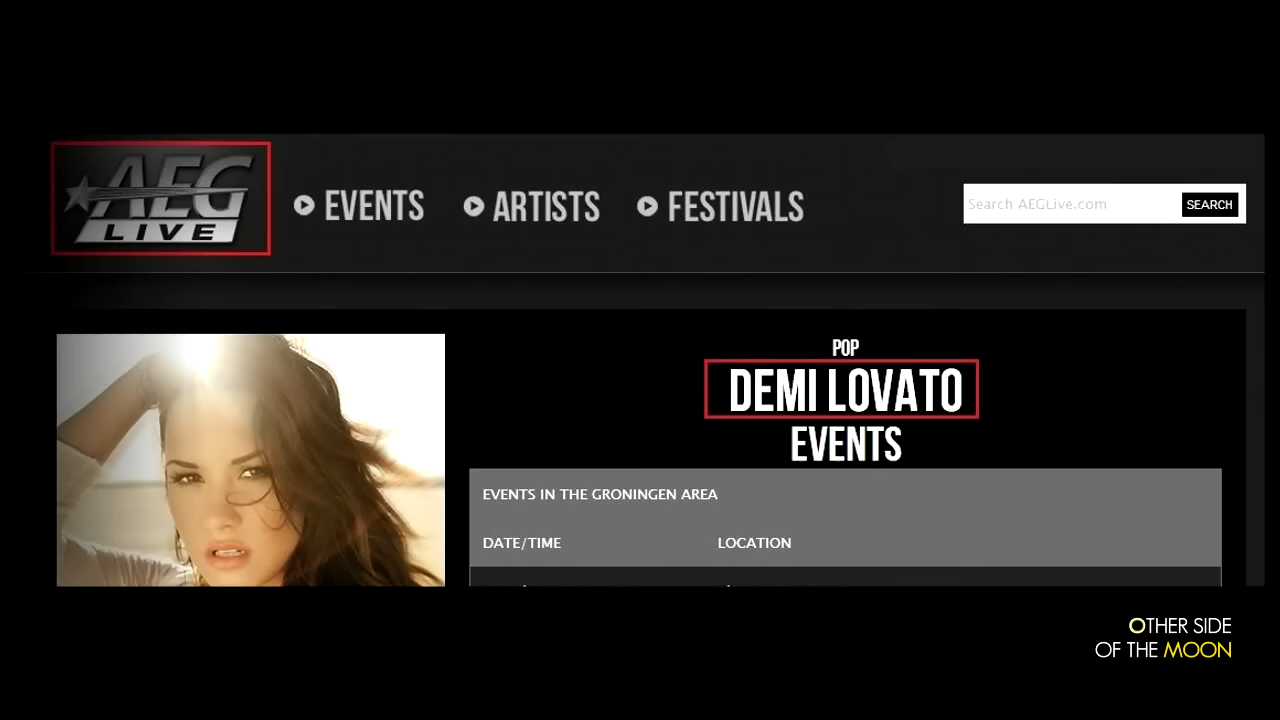 AEG
LIVE
EVENTS
ARTISTS
FESTIVALS
Search AEGLive.com
SEARCH
POP
DEMI LOVATO
EVENTS
EVENTS IN THE GRONINGEN AREA
DATE/TIME LOCATION
OTHER SIDE
OF THE MOON